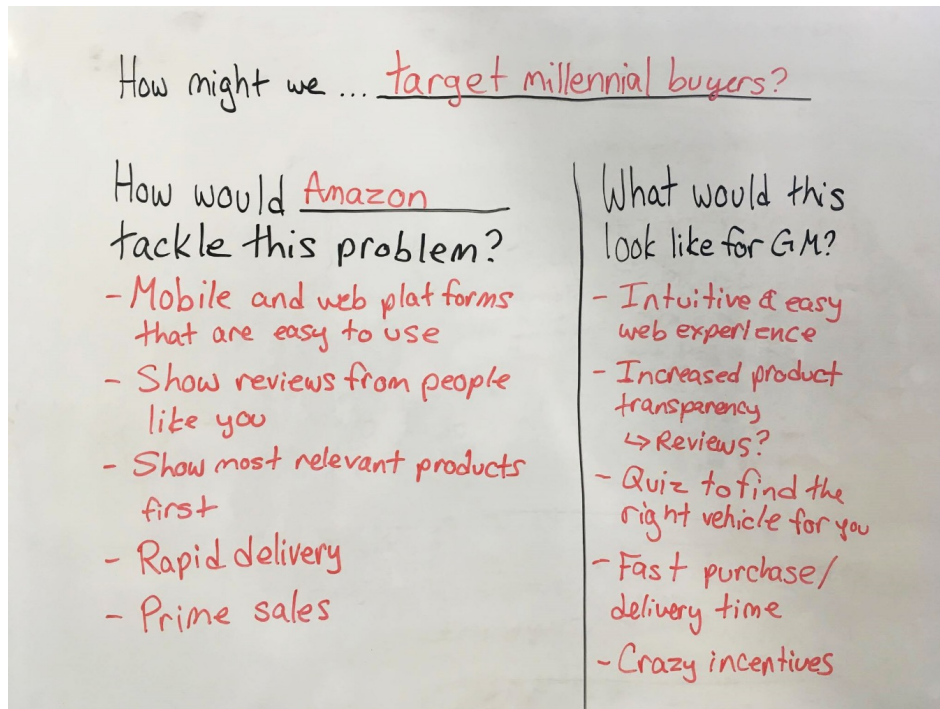 How might we ... target millennial buyers?
How would Amazon
tackle this problem?
- Mobile and web platforms
that are easy to use
- Show reviews from people
like you
- Show most relevant products
first
- Rapid delivery
- Prime sales
What would this
look like for GM?
- Intuitive & easy
web experience
- Increased product
transparency
↳ Reviews?
- Quiz to find the
right vehicle for you
- Fast purchase/
delivery time
- Crazy incentives